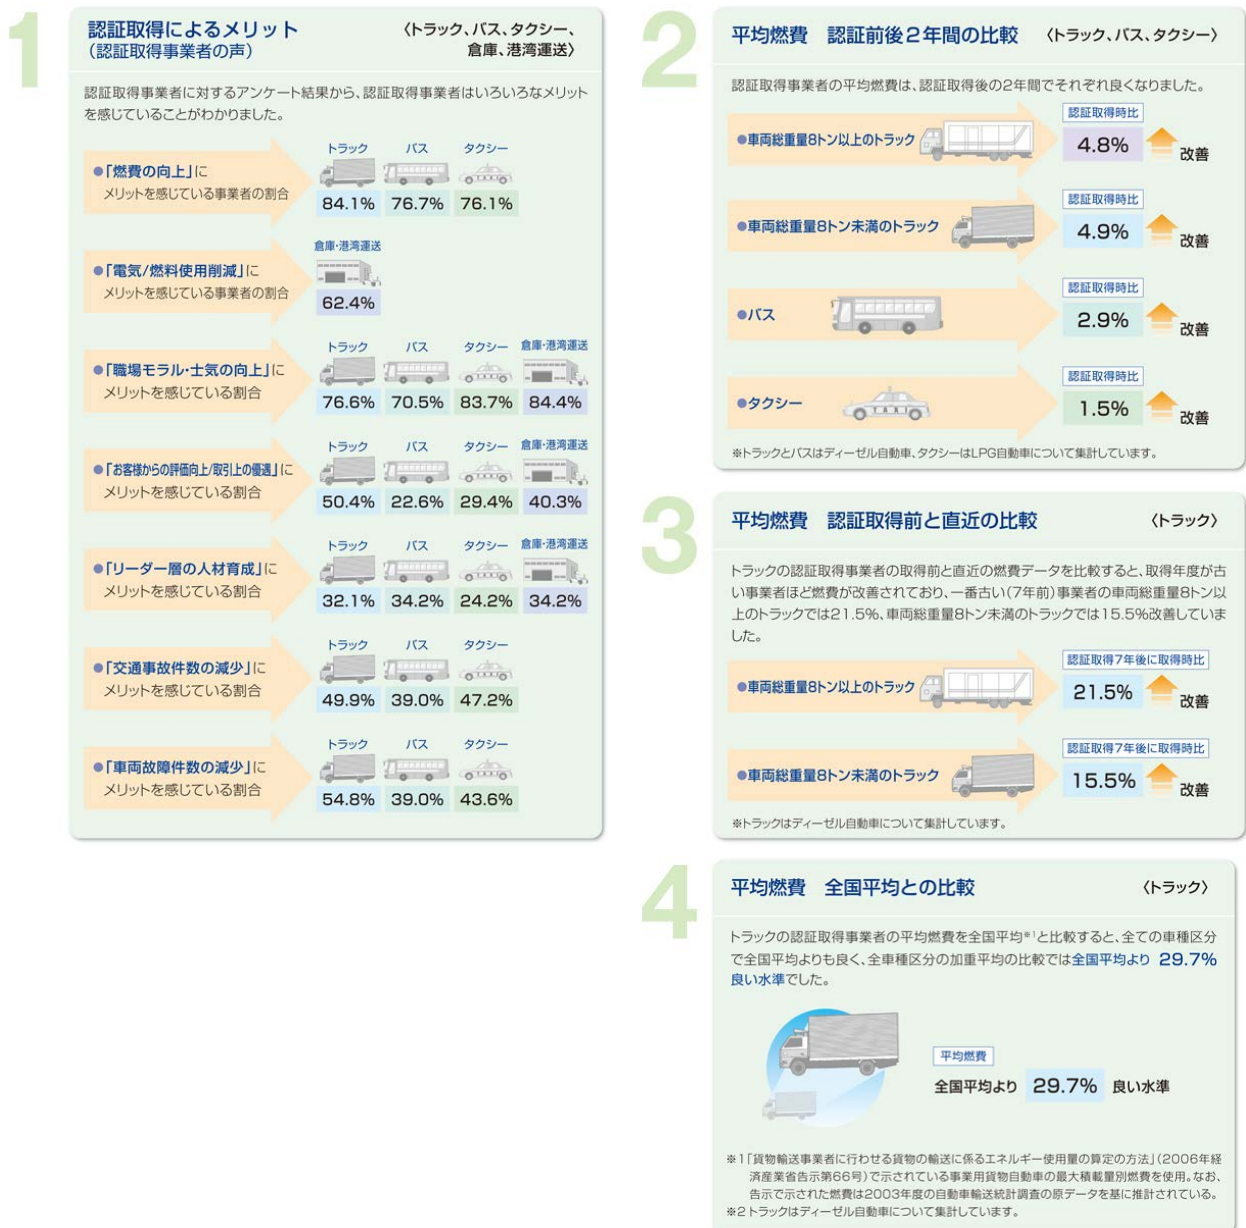 1
認証取得によるメリット
(認証取得事業者の声)
〈トラック、バス、タクシー、
倉庫、港湾運送〉
認証取得事業者に対するアンケート結果から、認証取得事業者はいろいろなメリット
を感じていることがわかりました。
●「燃費の向上」に
メリットを感じている事業者の割合
トラック バス タクシー
84.1% 76.7% 76.1%
●「電気/燃料使用削減」に
メリットを感じている事業者の割合
倉庫・港湾運送
62.4%
●「職場モラル・士気の向上」に
メリットを感じている割合
トラック バス タクシー 倉庫・港湾運送
76.6% 70.5% 83.7% 84.4%
●「お客様からの評価向上/取引上の優遇」に
メリットを感じている割合
トラック バス タクシー 倉庫・港湾運送
50.4% 22.6% 29.4% 40.3%
●「リーダー層の人材育成」に
メリットを感じている割合
トラック バス タクシー 倉庫・港湾運送
32.1% 34.2% 24.2% 34.2%
●「交通事故件数の減少」に
メリットを感じている割合
トラック バス タクシー
49.9% 39.0% 47.2%
●「車両故障件数の減少」に
メリットを感じている割合
トラック バス タクシー
54.8% 39.0% 43.6%
2
平均燃費 認証前後2年間の比較 〈トラック、バス、タクシー〉
認証取得事業者の平均燃費は、認証取得後の2年間でそれぞれ良くなりました。
●車両総重量8トン以上のトラック
認証取得時比
4.8% 改善
●車両総重量8トン未満のトラック
認証取得時比
4.9% 改善
●バス
認証取得時比
2.9% 改善
●タクシー
認証取得時比
1.5% 改善
※トラックとバスはディーゼル自動車、タクシーはLPG自動車について集計しています。
3
平均燃費 認証取得前と直近の比較 〈トラック〉
トラックの認証取得事業者の取得前と直近の燃費データを比較すると、取得年度が古
い事業者ほど燃費が改善されており、一番古い(7年前)事業者の車両総重量8トン以
上のトラックでは21.5%、車両総重量8トン未満のトラックでは15.5%改善していま
した。
●車両総重量8トン以上のトラック
認証取得7年後に取得時比
21.5% 改善
●車両総重量8トン未満のトラック
認証取得7年後に取得時比
15.5% 改善
※トラックはディーゼル自動車について集計しています。
4
平均燃費 全国平均との比較 〈トラック〉
トラックの認証取得事業者の平均燃費を全国平均※1と比較すると、全ての車種区分
で全国平均よりも良く、全車種区分の加重平均の比較では全国平均より 29.7%
良い水準でした。
平均燃費
全国平均より 29.7% 良い水準
※1「貨物輸送事業者に行わせる貨物の輸送に係るエネルギー使用量の算定の方法」(2006年経
済産業省告示第66号)で示されている事業用貨物自動車の最大積載量別燃費を使用。なお、
告示で示された燃費は2003年度の自動車輸送統計調査の原データを基に推計されている。
※2 トラックはディーゼル自動車について集計しています。